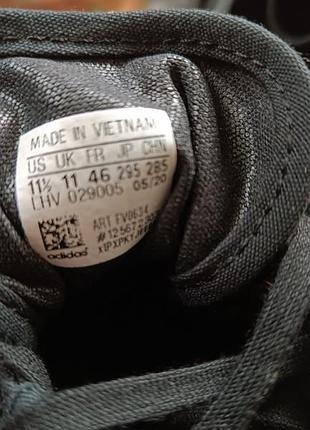 MADE IN VIETNAM
US UK FR JP CHN
11½ 11 46 295 285
LHV 029005 05/20
ART FV0634
adidas